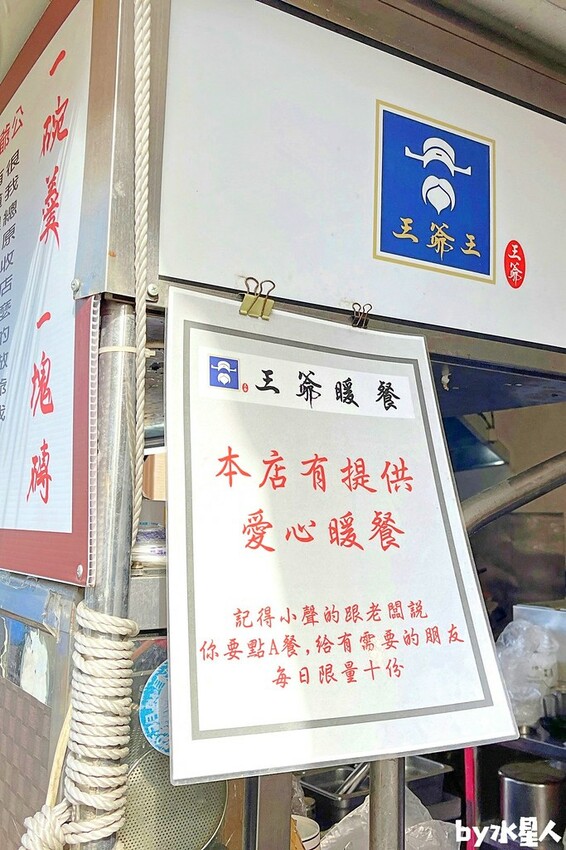 一碗羹 一塊磚
王爺王
王爺
王爺暖餐
本店有提供
愛心暖餐
記得小聲的跟老闆說
你要點A餐,給有需要的朋友
每日限量十份
by水星人